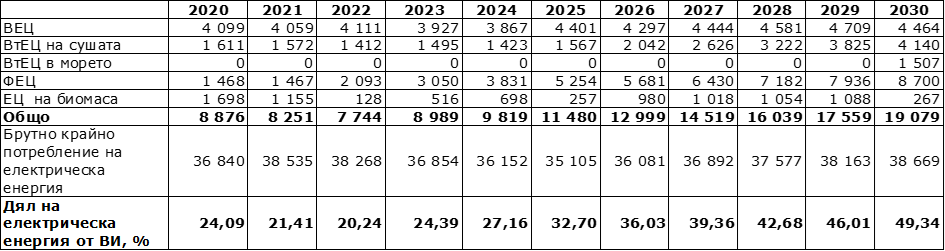 2020 2021 2022 2023 2024 2025 2026 2027 2028 2029 2030
ВЕЦ 4 099 4 059 4 111 3 927 3 867 4 401 4 297 4 444 4 581 4 709 4 464
ВтЕЦ на сушата 1 611 1 572 1 412 1 495 1 423 1 567 2 042 2 626 3 222 3 825 4 140
ВтЕЦ в морето 0 0 0 0 0 0 0 0 0 0 1 507
ФЕЦ 1 468 1 467 2 093 3 050 3 831 5 254 5 681 6 430 7 182 7 936 8 700
ЕЦ на биомаса 1 698 1 155 128 516 698 257 980 1 018 1 054 1 088 267
Общо 8 876 8 251 7 744 8 989 9 819 11 480 12 999 14 519 16 039 17 559 19 079
Брутно крайно
потребление на
електрическа
енергия
36 840 38 535 38 268 36 854 36 152 35 105 36 081 36 892 37 577 38 163 38 669
Дял на
електрическа
енергия от ВИ, %
24,09 21,41 20,24 24,39 27,16 32,70 36,03 39,36 42,68 46,01 49,34